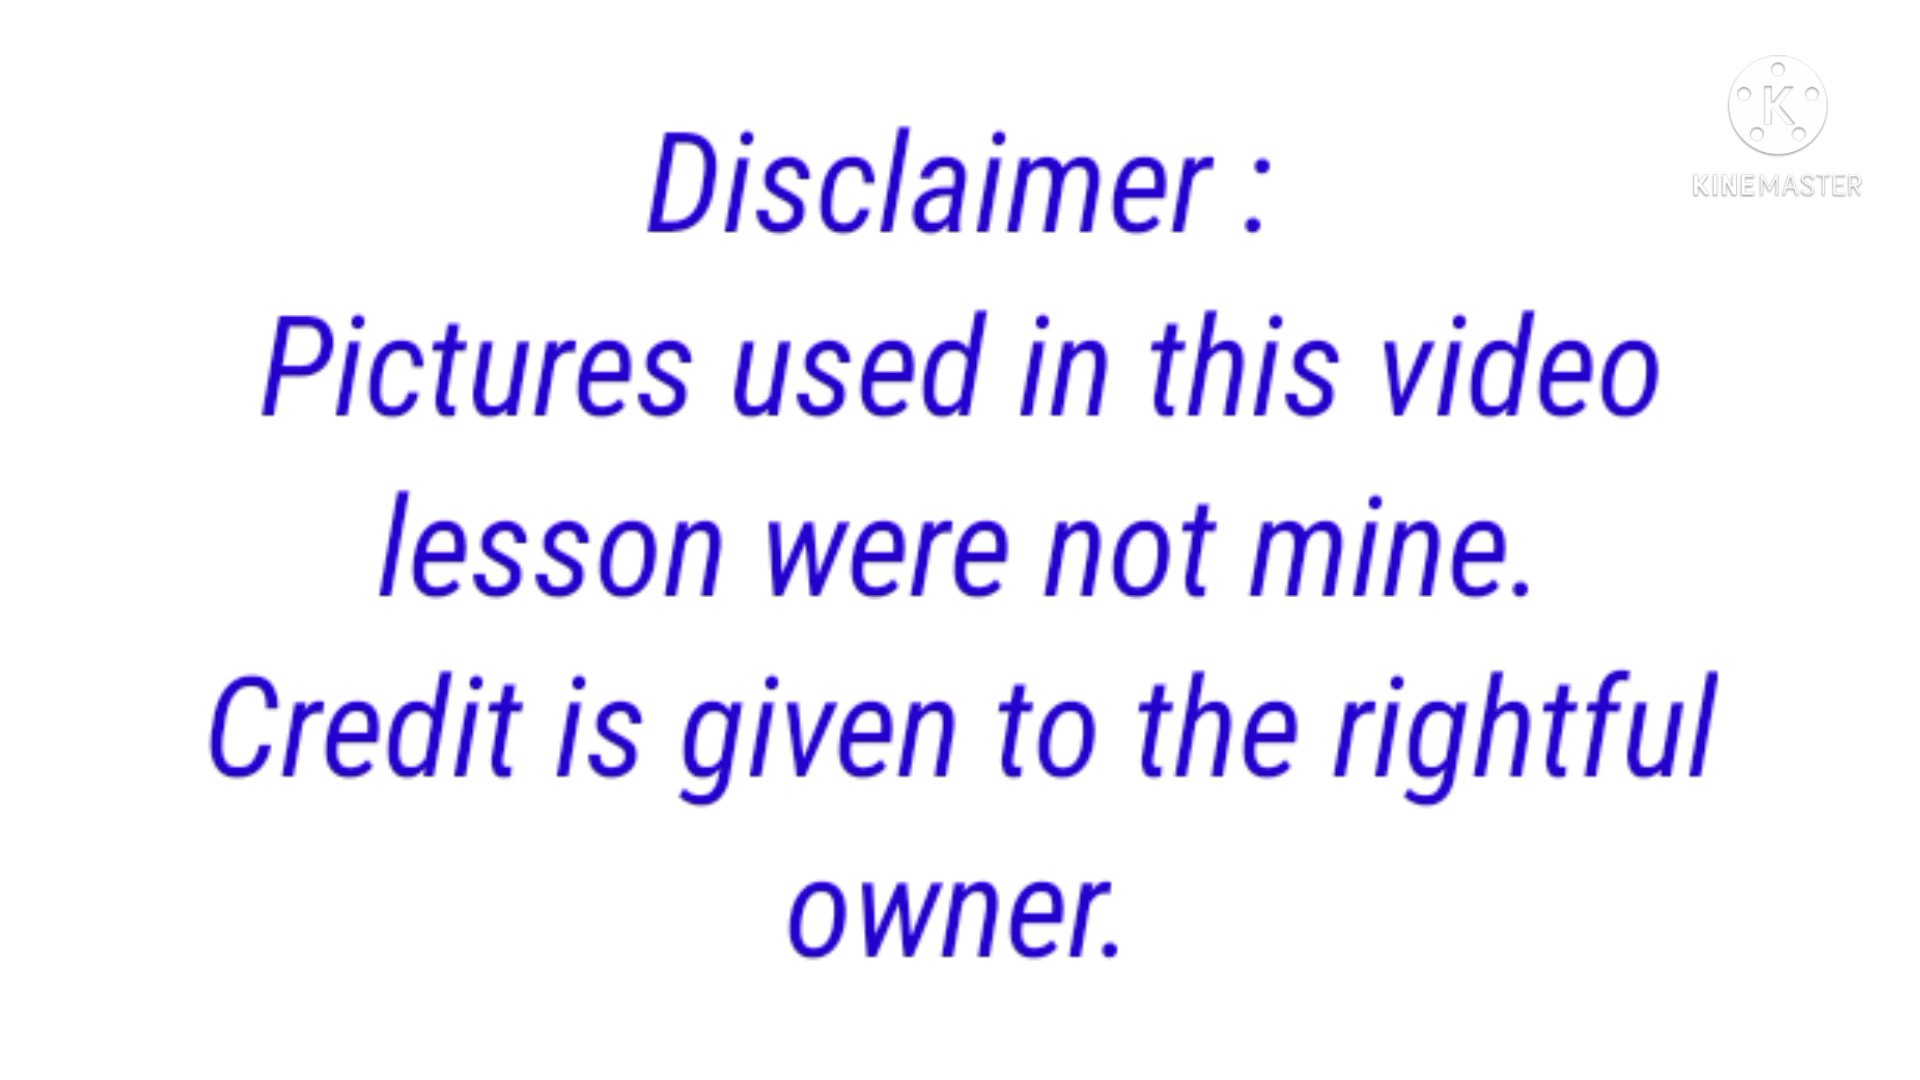 Disclaimer :
Pictures used in this video
lesson were not mine.
Credit is given to the rightful
owner.
K
KINEMASTER